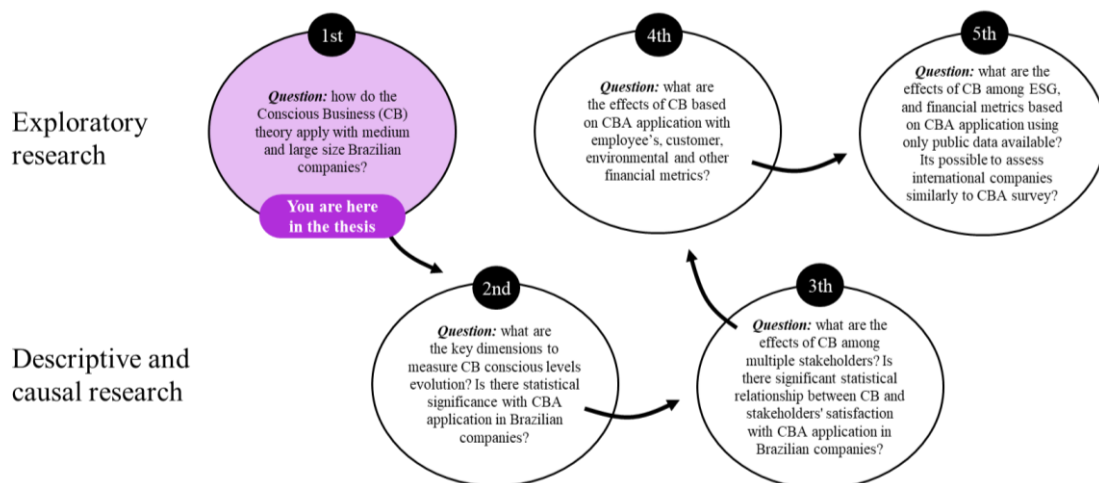 Exploratory
research
1st
Question: how do the
Conscious Business (CB)
theory apply with medium
and large size Brazilian
companies?
You are here
in the thesis
4th
Question: what are
the effects of CB based
on CBA application with
employee's, customer,
environmental and other
financial metrics?
5th
Question: what are the
effects of CB among ESG,
and financial metrics based
on CBA application using
only public data available?
Its possible to assess
international companies
similarly to CBA survey?
Descriptive and
causal research
2nd
Question: what are
the key dimensions to
measure CB conscious levels
evolution? Is there statistical
significance with CBA
application in Brazilian
companies?
3th
Question: what are the
effects of CB among
multiple stakeholders? Is
there significant statistical
relationship between CB and
stakeholders' satisfaction
with CBA application in
Brazilian companies?